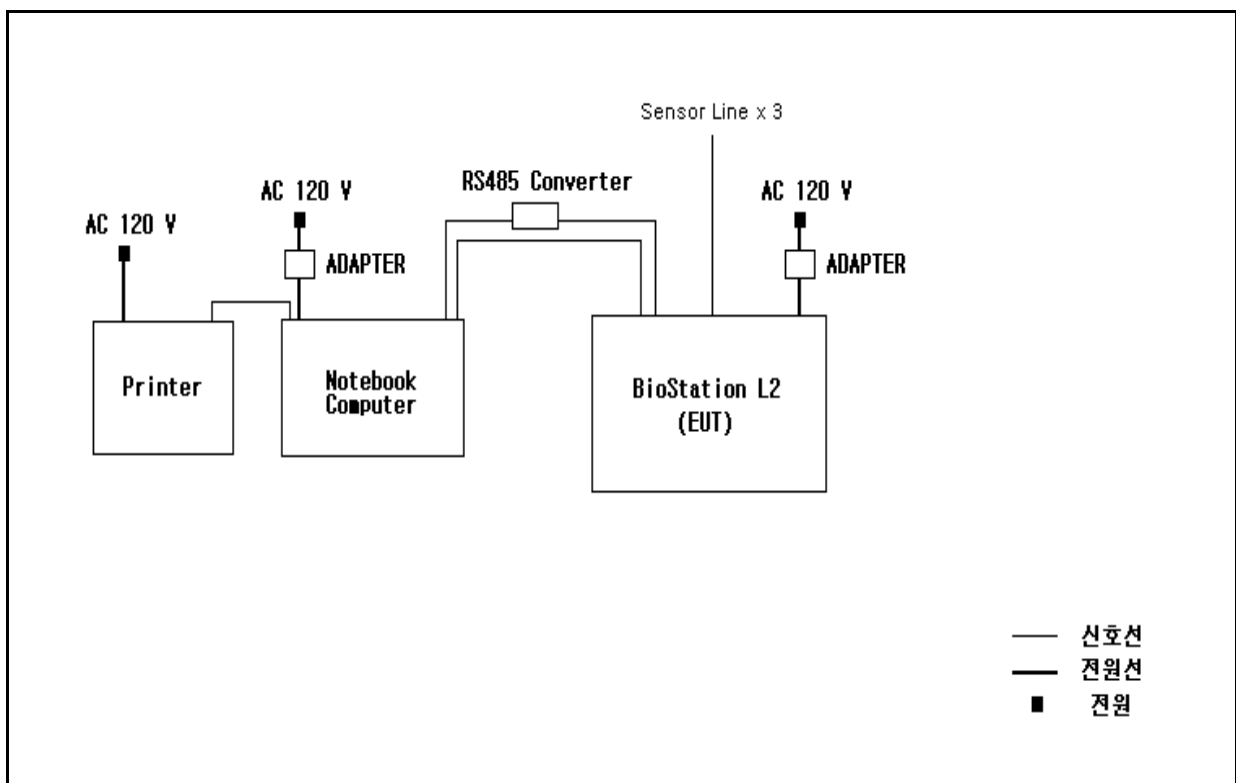 Sensor Line x 3
RS485 Converter
AC 120 V
AC 120 V
AC 120 V
ADAPTER
ADAPTER
Printer
Notebook
Computer
BioStation L2
(EUT)
신호선
전원선
전원